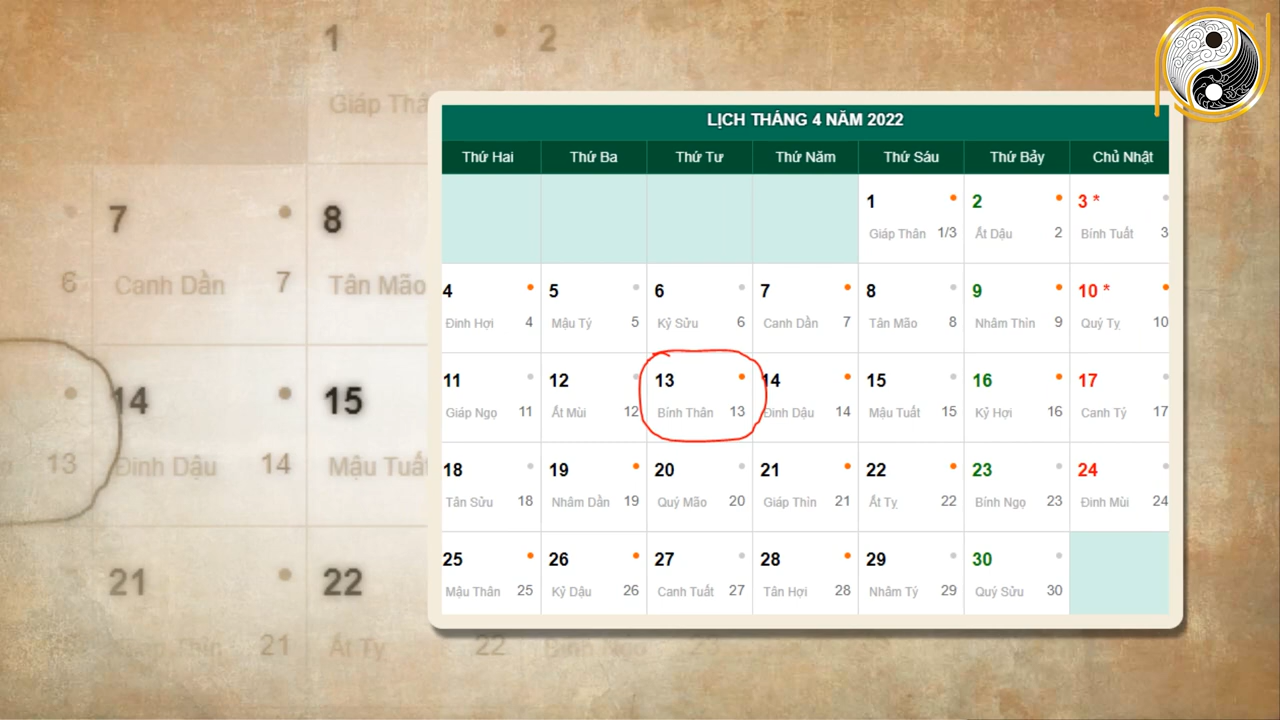 1 2
Giáp Thâ
7 8
6 Canh Dần 7 Tân Mão
14 15
13 Đinh Dậu 14 Mậu Tuấ
21 22
Thìn 21 Ất Tỵ 22 Bính Ngọ 23
LỊCH THÁNG 4 NĂM 2022
Thứ Hai Thứ Ba Thứ Tư Thứ Năm Thứ Sáu Thứ Bảy Chủ Nhật
1 2 3 *
Giáp Thân 1/3 Ất Dậu 2 Bính Tuất 3
4 5 6 7 8 9 10 *
Đinh Hợi 4 Mậu Tý 5 Kỷ Sửu 6 Canh Dần 7 Tân Mão 8 Nhâm Thìn 9 Quý Tỵ 10
11 12 13 14 15 16 17
Giáp Ngọ 11 Ất Mùi 12 Bính Thân 13 Đinh Dậu 14 Mậu Tuất 15 Kỷ Hợi 16 Canh Tý 17
18 19 20 21 22 23 24
Tân Sửu 18 Nhâm Dần 19 Quý Mão 20 Giáp Thìn 21 Ất Tỵ 22 Bính Ngọ 23 Đinh Mùi 24
25 26 27 28 29 30
Mậu Thân 25 Kỷ Dậu 26 Canh Tuất 27 Tân Hợi 28 Nhâm Tý 29 Quý Sửu 30